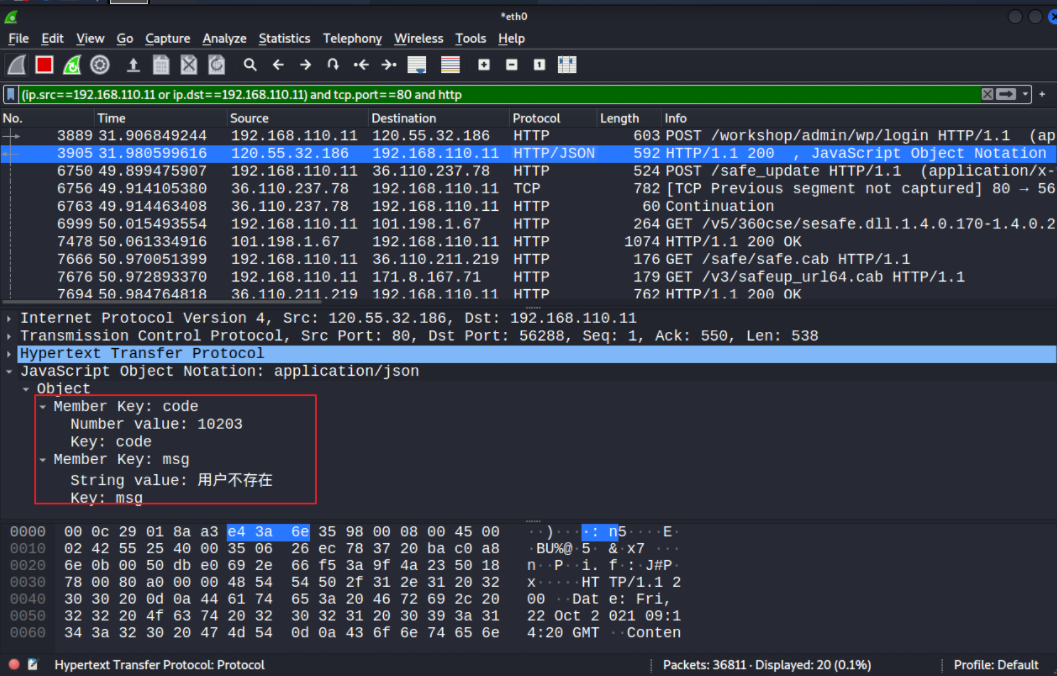 *eth0
File Edit View Go Capture Analyze Statistics Telephony Wireless Tools Help
(ip.src==192.168.110.11 or ip.dst==192.168.110.11) and tcp.port==80 and http
No. Time Source Destination Protocol Length Info
3889 31.906849244 192.168.110.11 120.55.32.186 HTTP 603 POST /workshop/admin/wp/login HTTP/1.1 (ap
3905 31.980599616 120.55.32.186 192.168.110.11 HTTP/JSON 592 HTTP/1.1 200 , JavaScript Object Notation
6750 49.899475907 192.168.110.11 36.110.237.78 HTTP 524 POST /safe_update HTTP/1.1 (application/x-
6756 49.914105380 36.110.237.78 192.168.110.11 TCP 782 [TCP Previous segment not captured] 80 → 56
6763 49.914463408 36.110.237.78 192.168.110.11 HTTP 60 Continuation
6999 50.015493554 192.168.110.11 101.198.1.67 HTTP 264 GET /v5/360cse/sesafe.dll.1.4.0.170-1.4.0.2
7478 50.061334916 101.198.1.67 192.168.110.11 HTTP 1074 HTTP/1.1 200 OK
7666 50.970051399 192.168.110.11 36.110.211.219 HTTP 176 GET /safe/safe.cab HTTP/1.1
7676 50.972893370 192.168.110.11 171.8.167.71 HTTP 179 GET /v3/safeup_url64.cab HTTP/1.1
7694 50.984764818 36.110.211.219 192.168.110.11 HTTP 762 HTTP/1.1 200 OK
Internet Protocol Version 4, Src: 120.55.32.186, Dst: 192.168.110.11
Transmission Control Protocol, Src Port: 80, Dst Port: 56288, Seq: 1, Ack: 550, Len: 538
Hypertext Transfer Protocol
JavaScript Object Notation: application/json
Object
Member Key: code
Number value: 10203
Key: code
Member Key: msg
String value: 用户不存在
Key: msg
0000 00 0c 29 01 8a a3 e4 3a 6e 35 98 00 08 00 45 00 ··)····: n5····E·
0010 02 42 55 25 40 00 35 06 26 ec 78 37 20 ba c0 a8 ·BU%@·5· &·x7 ···
0020 6e 0b 00 50 db e0 69 2e 66 f5 3a 9f 4a 23 50 18 n··P··i. f·:·J#P·
0030 78 00 80 a0 00 00 48 54 54 50 2f 31 2e 31 20 32 x·····HT TP/1.1 2
0040 30 30 20 0d 0a 44 61 74 65 3a 20 46 72 69 2c 20 00 ··Dat e: Fri,
0050 32 32 20 4f 63 74 20 32 30 32 31 20 30 39 3a 31 22 Oct 2 021 09:1
0060 34 3a 32 30 20 47 4d 54 0d 0a 43 6f 6e 74 65 6e 4:20 GMT ··Conten
Hypertext Transfer Protocol: Protocol Packets: 36811 · Displayed: 20 (0.1%) Profile: Default